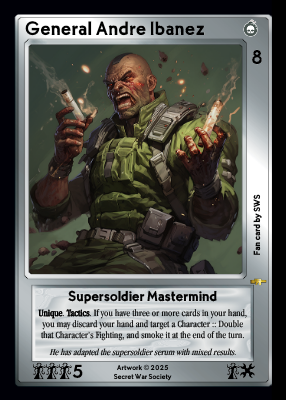 General Andre Ibanez
8
Fan card by SWS
Supersoldier Mastermind
Unique. Tactics. If you have three or more cards in your hand,
you may discard your hand and target a Character :: Double
that Character's Fighting, and smoke it at the end of the turn.
He has adapted the supersoldier serum with mixed results.
5
Artwork © 2025
Secret War Society